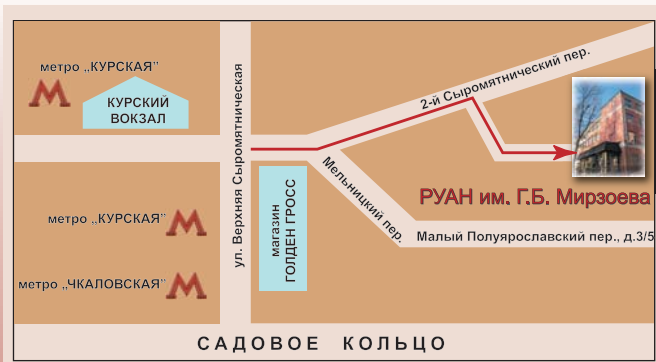 метро „КУРСКАЯ”
М
КУРСКИЙ
ВОКЗАЛ
ул. Верхняя Сыромятническая
2-й Сыромятнический пер.
Мельницкий пер.
РУАН им. Г.Б. Мирзоева
Малый Полуярославский пер., д.3/5
магазин
ГОЛДЕН ГРОСС
метро „КУРСКАЯ”
М
метро „ЧКАЛОВСКАЯ”
М
САДОВОЕ КОЛЬЦО